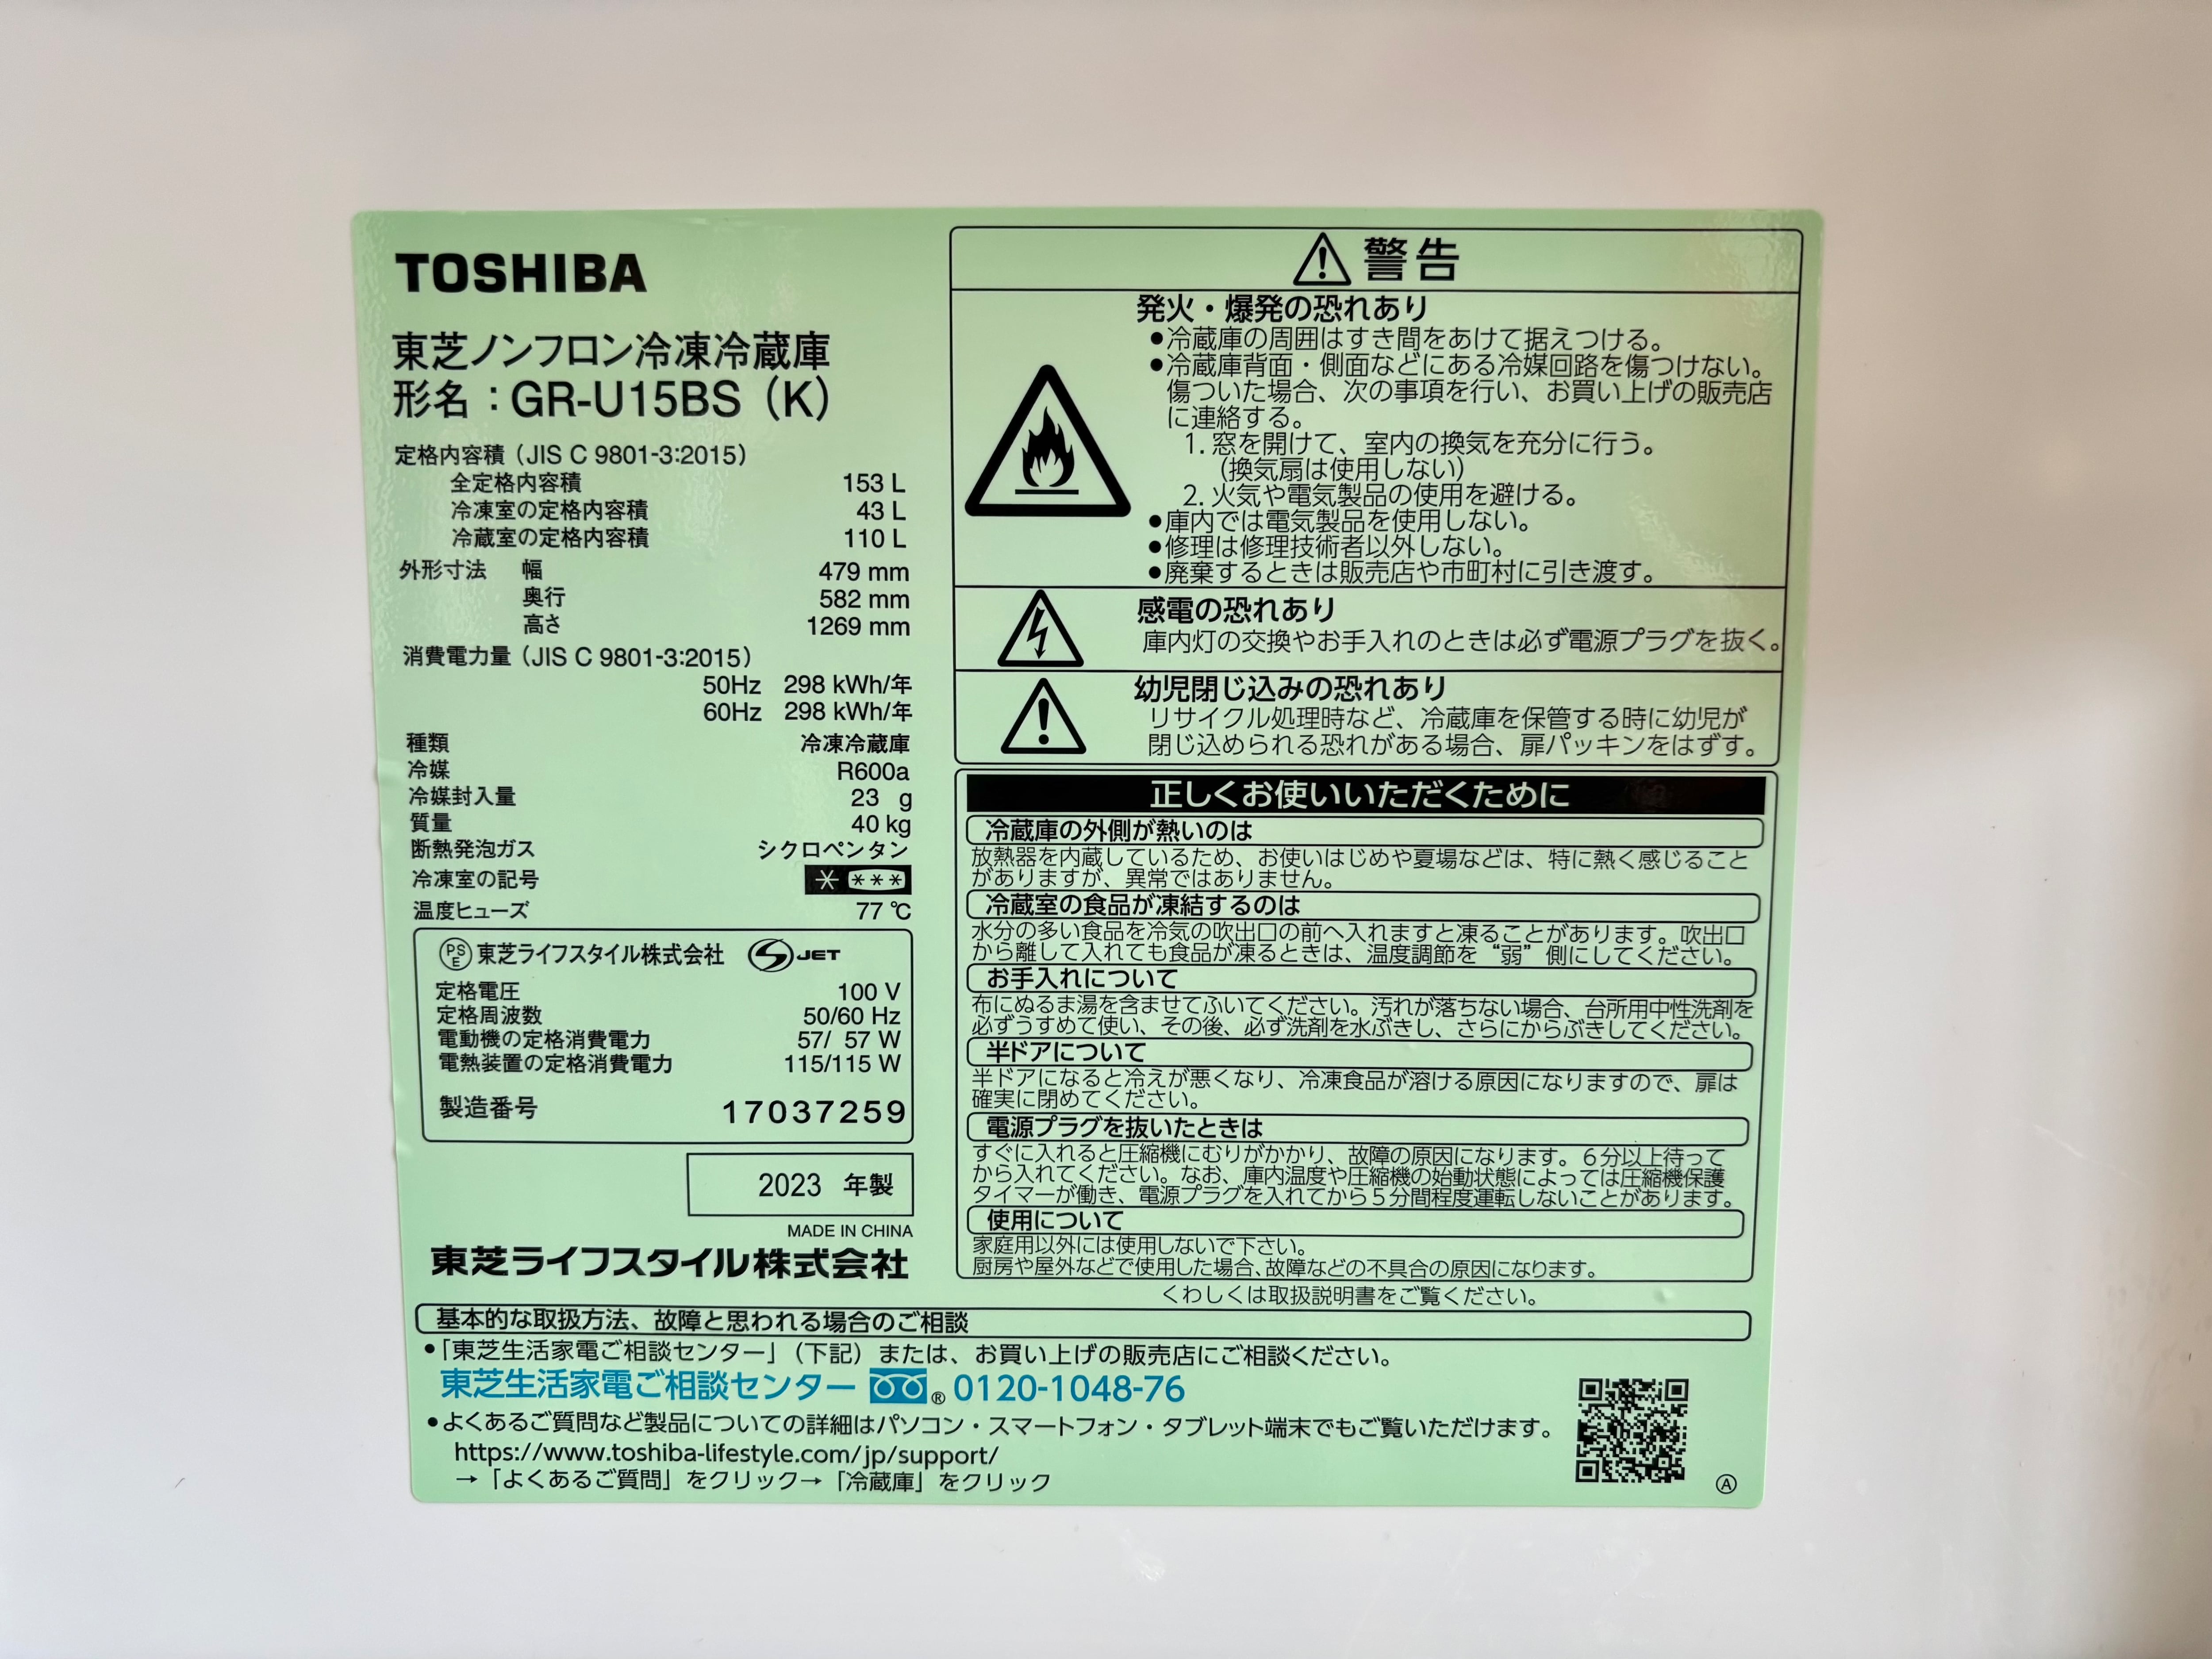 TOSHIBA
東芝ノンフロン冷凍冷蔵庫
形名：GR-U15BS（K）
定格内容積（JIS C 9801-3:2015）
全定格内容積 153 L
冷凍室の定格内容積 43 L
冷蔵室の定格内容積 110 L
外形寸法 幅 479 mm
奥行 582 mm
高さ 1269 mm
消費電力量（JIS C 9801-3:2015）
50Hz 298 kWh/年
60Hz 298 kWh/年
種類 冷凍冷蔵庫
冷媒 R600a
冷媒封入量 23 g
質量 40 kg
断熱発泡ガス シクロペンタン
冷凍室の記号 * ***
温度ヒューズ 77 ℃
PSE 東芝ライフスタイル株式会社 JET
定格電圧 100 V
定格周波数 50/60 Hz
電動機の定格消費電力 57/ 57 W
電熱装置の定格消費電力 115/115 W
製造番号 17037259
2023 年製
MADE IN CHINA
東芝ライフスタイル株式会社
警告
発火・爆発の恐れあり
●冷蔵庫の周囲はすき間をあけて据えつける。
●冷蔵庫背面・側面などにある冷媒回路を傷つけない。
傷ついた場合、次の事項を行い、お買い上げの販売店
に連絡する。
1. 窓を開けて、室内の換気を充分に行う。
（換気扇は使用しない）
2. 火気や電気製品の使用を避ける。
●庫内では電気製品を使用しない。
●修理は修理技術者以外しない。
●廃棄するときは販売店や市町村に引き渡す。
感電の恐れあり
庫内灯の交換やお手入れのときは必ず電源プラグを抜く。
幼児閉じ込みの恐れあり
リサイクル処理時など、冷蔵庫を保管する時に幼児が
閉じ込められる恐れがある場合、扉パッキンをはずす。
正しくお使いいただくために
冷蔵庫の外側が熱いのは
放熱器を内蔵しているため、お使いはじめや夏場などは、特に熱く感じること
がありますが、異常ではありません。
冷蔵室の食品が凍結するのは
水分の多い食品を冷気の吹出口の前へ入れますと凍ることがあります。吹出口
から離して入れても食品が凍るときは、温度調節を“弱”側にしてください。
お手入れについて
布にぬるま湯を含ませてふいてください。汚れが落ちない場合、台所用中性洗剤を
必ずうすめて使い、その後、必ず洗剤を水ぶきし、さらにからぶきしてください。
半ドアについて
半ドアになると冷えが悪くなり、冷凍食品が溶ける原因になりますので、扉は
確実に閉めてください。
電源プラグを抜いたときは
すぐに入れると圧縮機にむりがかかり、故障の原因になります。6分以上待って
から入れてください。なお、庫内温度や圧縮機の始動状態によっては圧縮機保護
タイマーが働き、電源プラグを入れてから5分間程度運転しないことがあります。
使用について
家庭用以外には使用しないで下さい。
厨房や屋外などで使用した場合、故障などの不具合の原因になります。
くわしくは取扱説明書をご覧ください。
基本的な取扱方法、故障と思われる場合のご相談
●「東芝生活家電ご相談センター」（下記）または、お買い上げの販売店にご相談ください。
東芝生活家電ご相談センター ® 0120-1048-76
●よくあるご質問など製品についての詳細はパソコン・スマートフォン・タブレット端末でもご覧いただけます。
https://www.toshiba-lifestyle.com/jp/support/
→「よくあるご質問」をクリック→「冷蔵庫」をクリック
Ⓐ